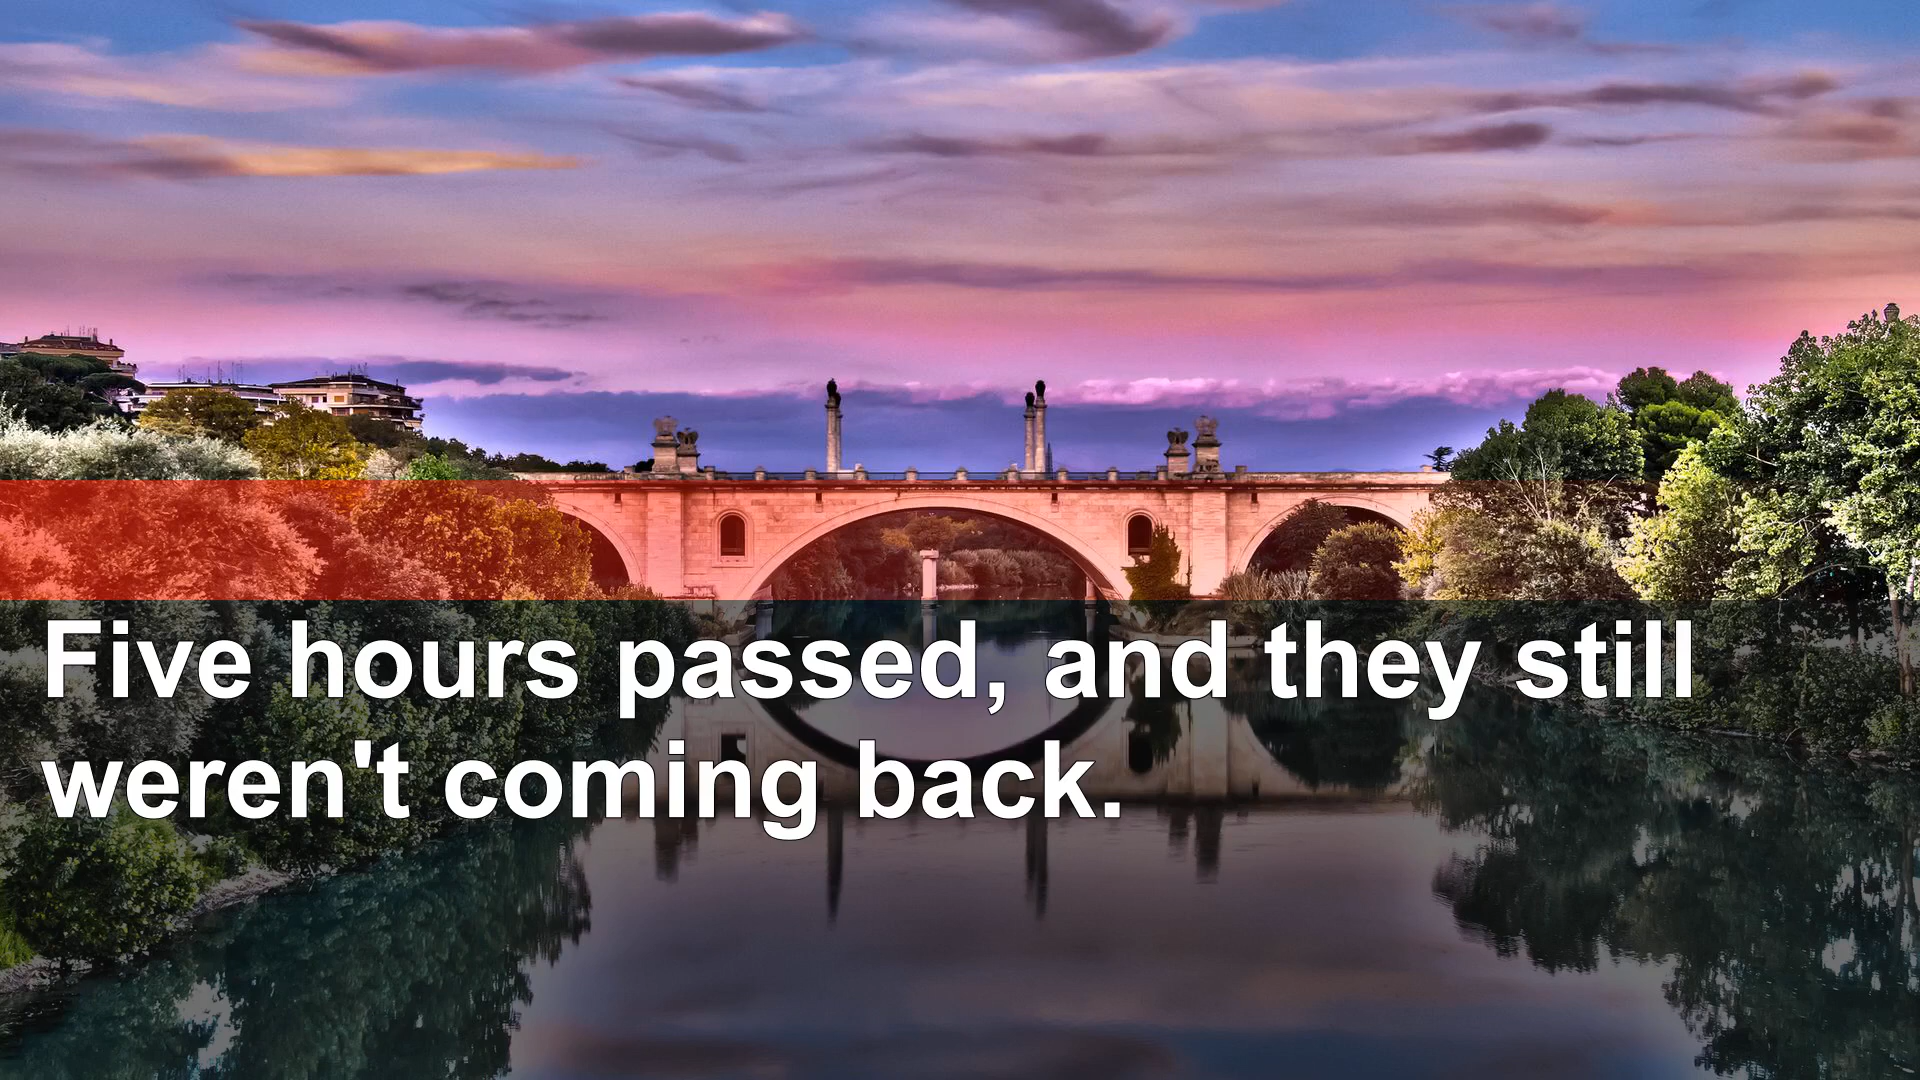 Five hours passed, and they still
weren't coming back.